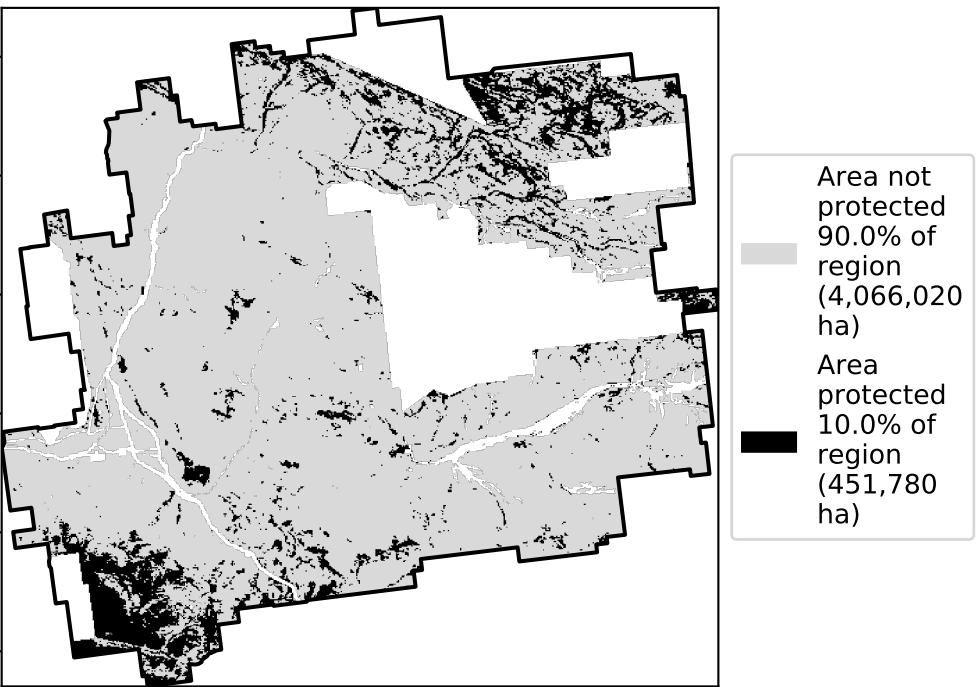 Area not
protected
90.0% of
region
(4,066,020
ha)
Area
protected
10.0% of
region
(451,780
ha)